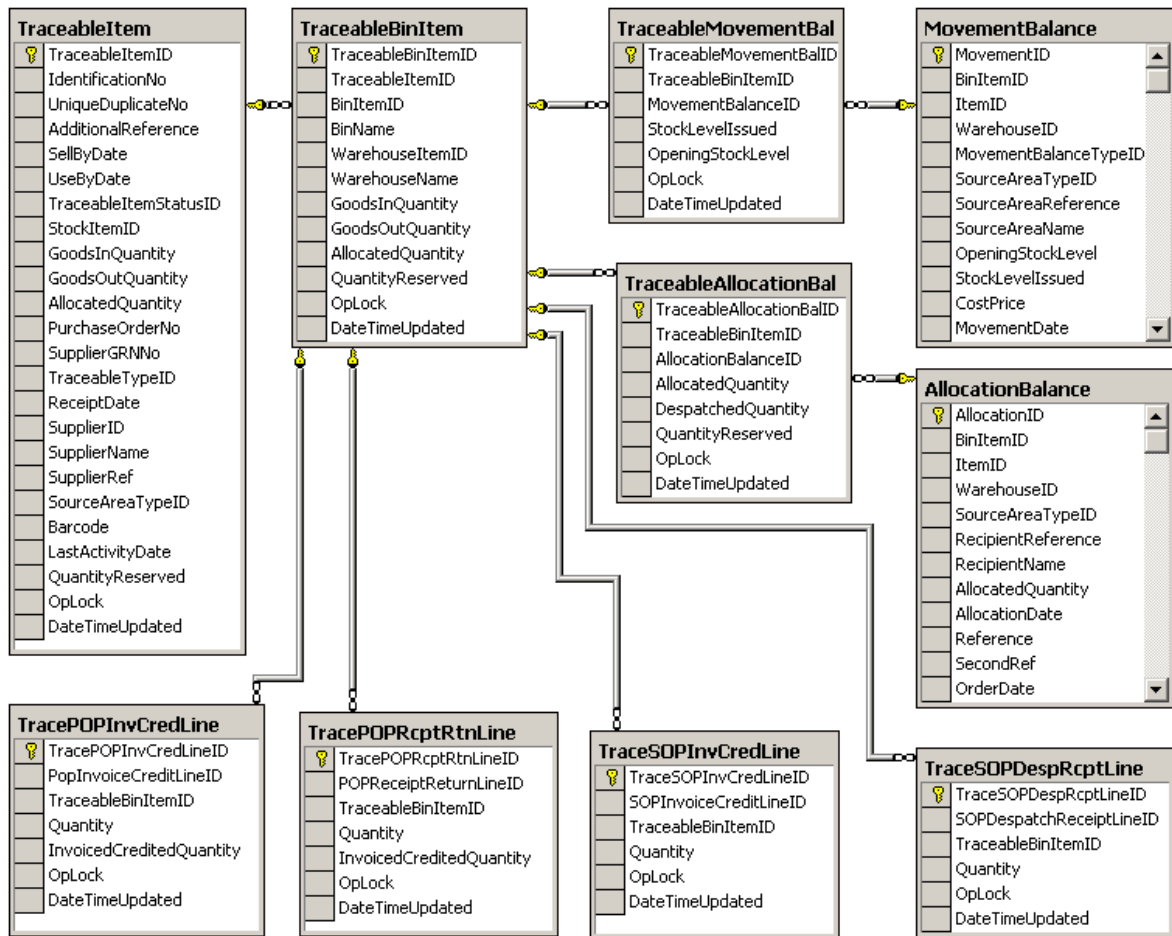 TraceableItem
TraceableItemID
IdentificationNo
UniqueDuplicateNo
AdditionalReference
SellByDate
UseByDate
TraceableItemStatusID
StockItemID
GoodsInQuantity
GoodsOutQuantity
AllocatedQuantity
PurchaseOrderNo
SupplierGRNNo
TraceableTypeID
ReceiptDate
SupplierID
SupplierName
SupplierRef
SourceAreaTypeID
Barcode
LastActivityDate
QuantityReserved
OpLock
DateTimeUpdated
TraceableBinItem
TraceableBinItemID
TraceableItemID
BinItemID
BinName
WarehouseItemID
WarehouseName
GoodsInQuantity
GoodsOutQuantity
AllocatedQuantity
QuantityReserved
OpLock
DateTimeUpdated
TraceableMovementBal
TraceableMovementBalID
TraceableBinItemID
MovementBalanceID
StockLevelIssued
OpeningStockLevel
OpLock
DateTimeUpdated
MovementBalance
MovementID
BinItemID
ItemID
WarehouseID
MovementBalanceTypeID
SourceAreaTypeID
SourceAreaReference
SourceAreaName
OpeningStockLevel
StockLevelIssued
CostPrice
MovementDate
TraceableAllocationBal
TraceableAllocationBalID
TraceableBinItemID
AllocationBalanceID
AllocatedQuantity
DespatchedQuantity
QuantityReserved
OpLock
DateTimeUpdated
AllocationBalance
AllocationID
BinItemID
ItemID
WarehouseID
SourceAreaTypeID
RecipientReference
RecipientName
AllocatedQuantity
AllocationDate
Reference
SecondRef
OrderDate
TracePOPInvCredLine
TracePOPInvCredLineID
PopInvoiceCreditLineID
TraceableBinItemID
Quantity
InvoicedCreditedQuantity
OpLock
DateTimeUpdated
TracePOPRcptRtnLine
TracePOPRcptRtnLineID
POPReceiptReturnLineID
TraceableBinItemID
Quantity
InvoicedCreditedQuantity
OpLock
DateTimeUpdated
TraceSOPInvCredLine
TraceSOPInvCredLineID
SOPInvoiceCreditLineID
TraceableBinItemID
Quantity
OpLock
DateTimeUpdated
TraceSOPDespRcptLine
TraceSOPDespRcptLineID
SOPDespatchReceiptLineID
TraceableBinItemID
Quantity
OpLock
DateTimeUpdated